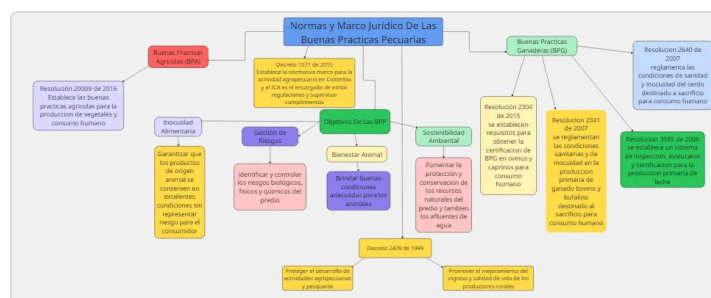 Normas y Marco Jurídico De Las
Buenas Practicas Pecuarias
Buenas Practicas
Agricolas (BPA)
Resolución 20009 de 2016
Establece las buenas
practicas agricolas para la
produccion de vegetales y
consumo humano
Decreto 1071 de 2015
Establece la normativa marco para la
actividad agropecuaria en Colombia
y el ICA es el encargado de emitir
regulaciones y supervisar
cumplimientos
Buenas Practicas
Ganaderas (BPG)
Resolucion 2640 de
2007
reglamenta las
condiciones de sanidad
y inocuidad del cerdo
destinado a sacrificio
para consumo humano
Resolución 2304
de 2015
se establecen
requisitos para
obtener la
certificacion de
BPG en ovinos y
caprinos para
consumo
humano
Resolucion 2341
de 2007
se reglamentan las
condiciones
sanitarias y de
inocuidad en la
produccion
primaria de
ganado bovino y
bufalino
destinado al
sacrificio para
consumo humano
Resolucion 3585 de 2008
se establece un sistema
de inspeccion, evaluacion
y certificacion para la
produccion primaria de
leche
Objetivos De Las BPP
Inocuidad
Alimentaria
Garantizar que los
productos de
origen animal
se conserven en
excelentes
condiciones sin
representar
riesgo para el
consumidor
Gestión de
Riesgos
identificar y controlar
los riesgos biológicos,
fisicos y quimicos del
predio
Bienestar Animal
Brindar buenas
condiciones
adecuadas para los
animales
Sostenibilidad
Ambiental
Fomentar la
protección y
conservacion de los
recursos
naturales del
predio y tambien
los afluentes de
agua
Decreto 2478 de 1999
Proteger el desarrollo de
actividades agropecuarias
y pesqueras
Promover el mejoramiento del
ingreso y calidad de vida de los
productores rurales